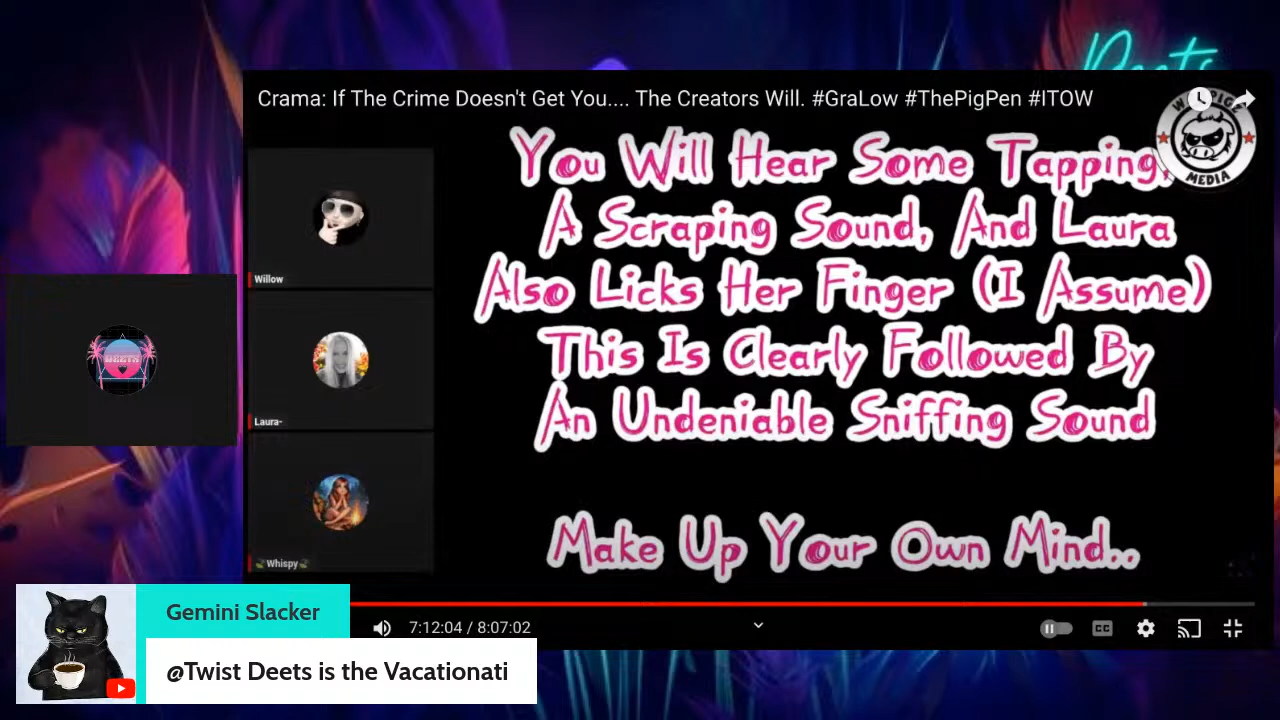 Deets
Crama: If The Crime Doesn't Get You.... The Creators Will. #GraLow #ThePigPen #ITOW
MEDIA
You Will Hear Some Tapping,
A Scraping Sound, And Laura
Also Licks Her Finger (I Assume)
This Is Clearly Followed By
An Undeniable Sniffing Sound
Make Up Your Own Mind..
Willow
Laura-
Whispy
DEETS
7:12:04 / 8:07:02
CC
Gemini Slacker
@Twist Deets is the Vacationati